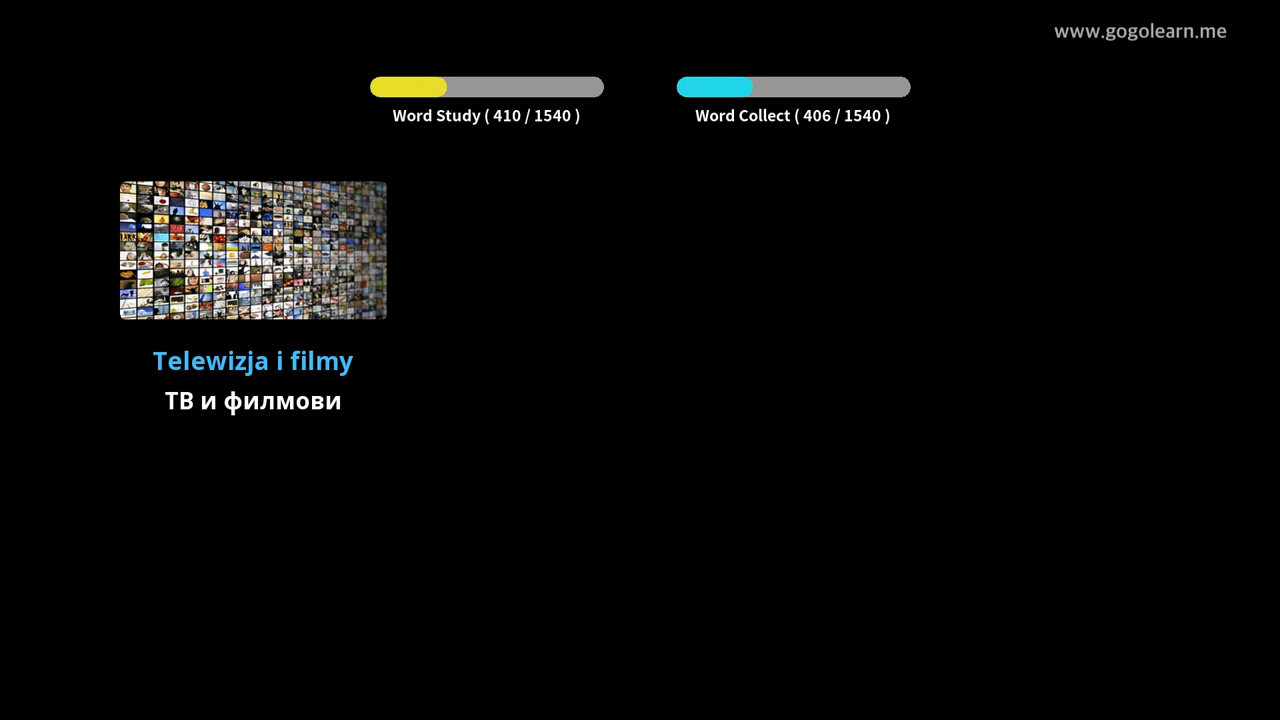 www.gogolearn.me
Word Study ( 410 / 1540 )
Word Collect ( 406 / 1540 )
Telewizja i filmy
ТВ и филмови